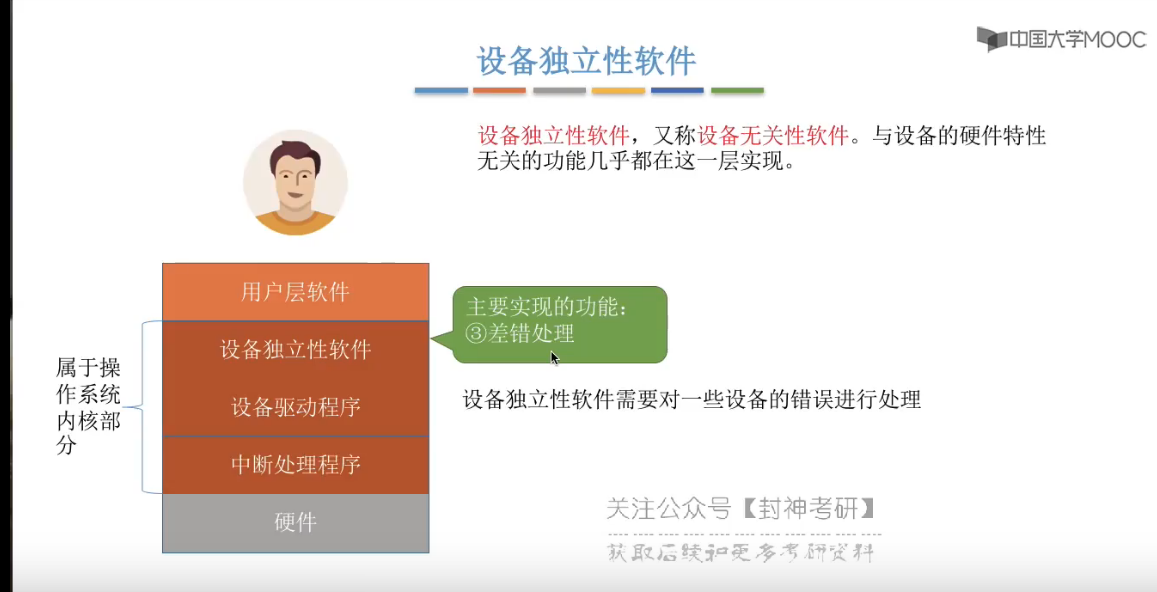 中国大学MOOC
设备独立性软件
设备独立性软件，又称设备无关性软件。与设备的硬件特性
无关的功能几乎都在这一层实现。
用户层软件
主要实现的功能：
③差错处理
设备独立性软件
属于操
作系统
内核部
分
设备独立性软件需要对一些设备的错误进行处理
设备驱动程序
中断处理程序
硬件
关注公众号【封神考研】
获取后续和更多考研资料